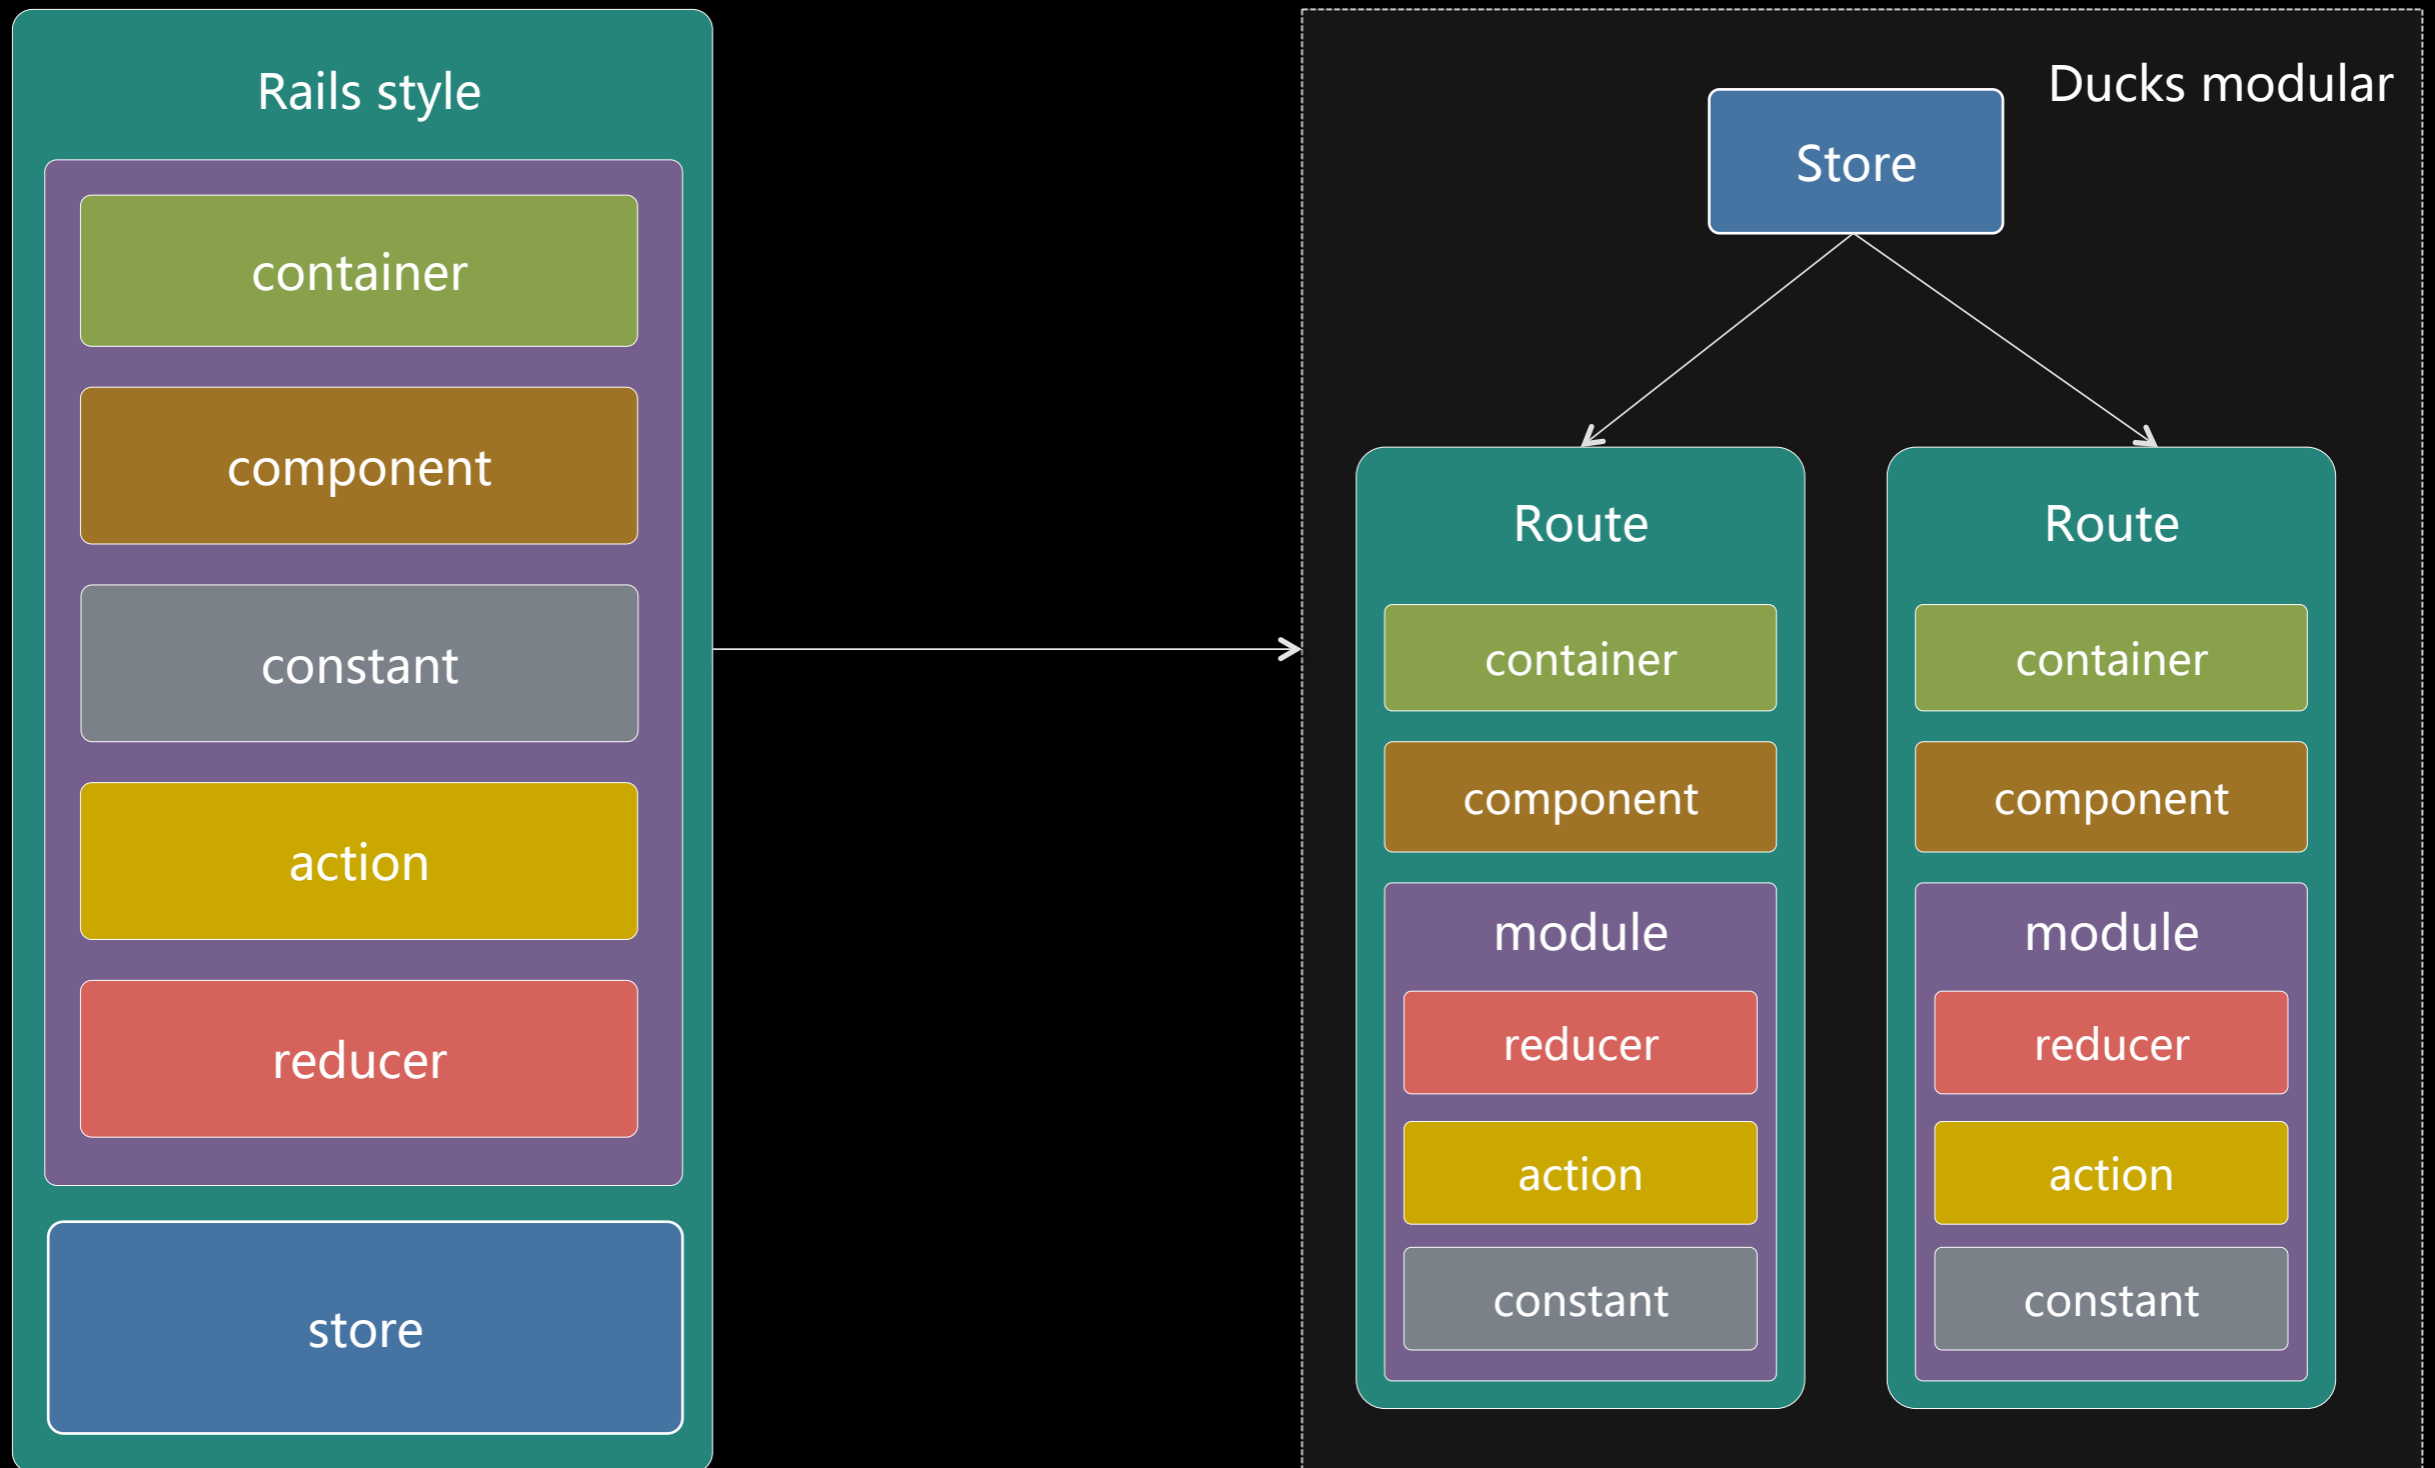 Rails style
container
component
constant
action
reducer
store
Ducks modular
Store
Route
container
component
module
reducer
action
constant
Route
container
component
module
reducer
action
constant